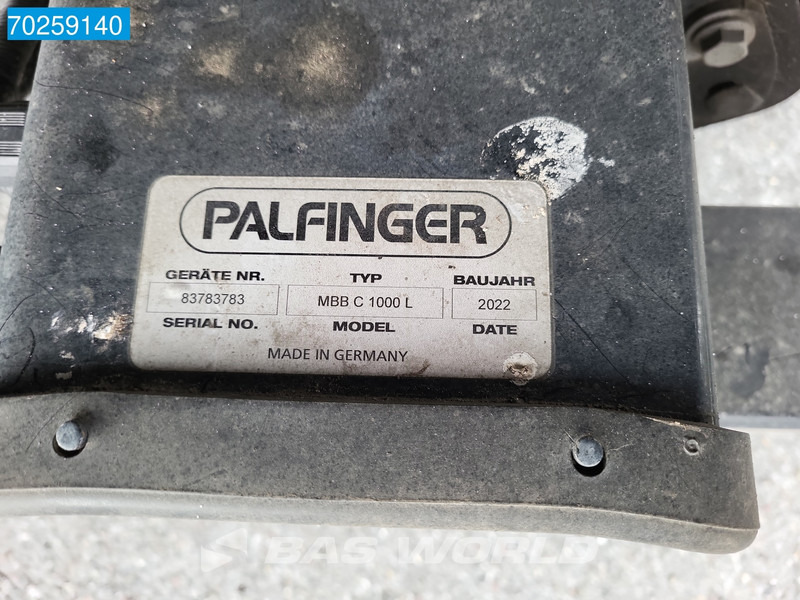 70259140
PALFINGER
GERÄTE NR. TYP BAUJAHR
83783783 MBB C 1000 L 2022
SERIAL NO. MODEL DATE
MADE IN GERMANY
BAS WORLD